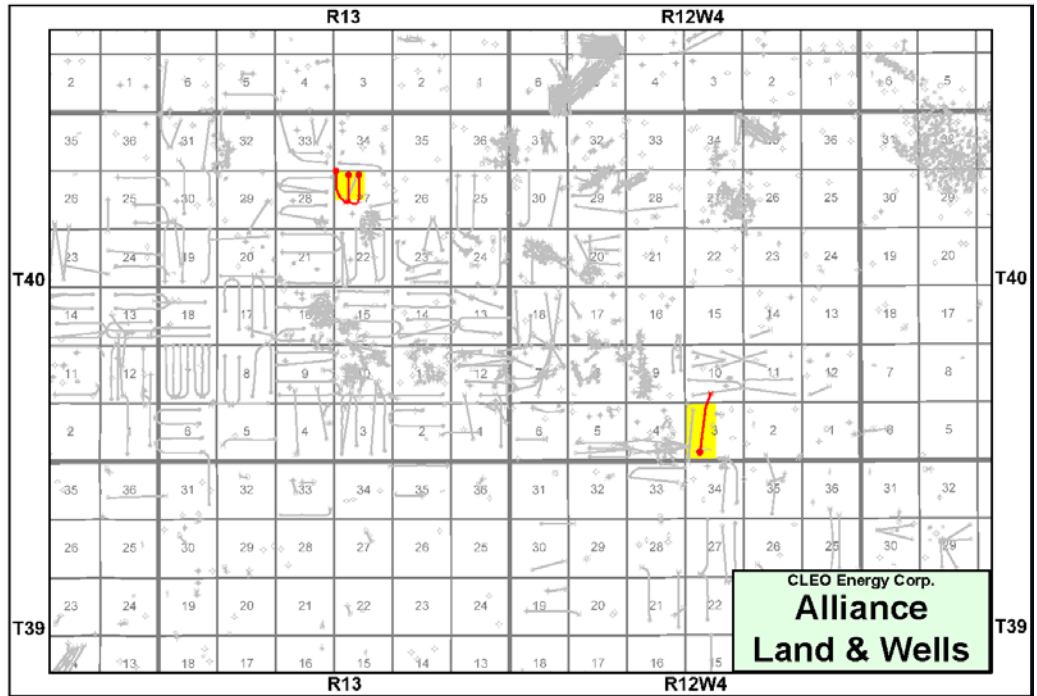 R13 R12W4
2 1 6 5 4 3 2 1 6 4 3 2 1 6 5
35 36 31 32 33 34 35 36 31 32 33 34 35 36 31
26 25 30 29 28 27 26 25 30 29 28 27 26 25 30 29
23 24 19 20 21 22 23 24 20 21 22 23 24 19 20
T40 T40
14 13 18 17 16 15 14 13 18 17 16 15 14 13 18 17
11 12 7 8 9 10 12 7 8 9 10 11 12 7 8
2 1 6 5 4 3 2 1 6 5 4 3 2 1 6 5
35 36 31 32 33 34 35 36 31 32 33 34 35 36 31 32
26 25 30 29 28 27 26 25 30 29 28 27 26 25 30 29
23 24 19 20 21 22 23 24 19 20 21 22
T39 T39
13 18 17 16 15 14 13 18 17 16 15
CLEO Energy Corp.
Alliance
Land & Wells
R13 R12W4